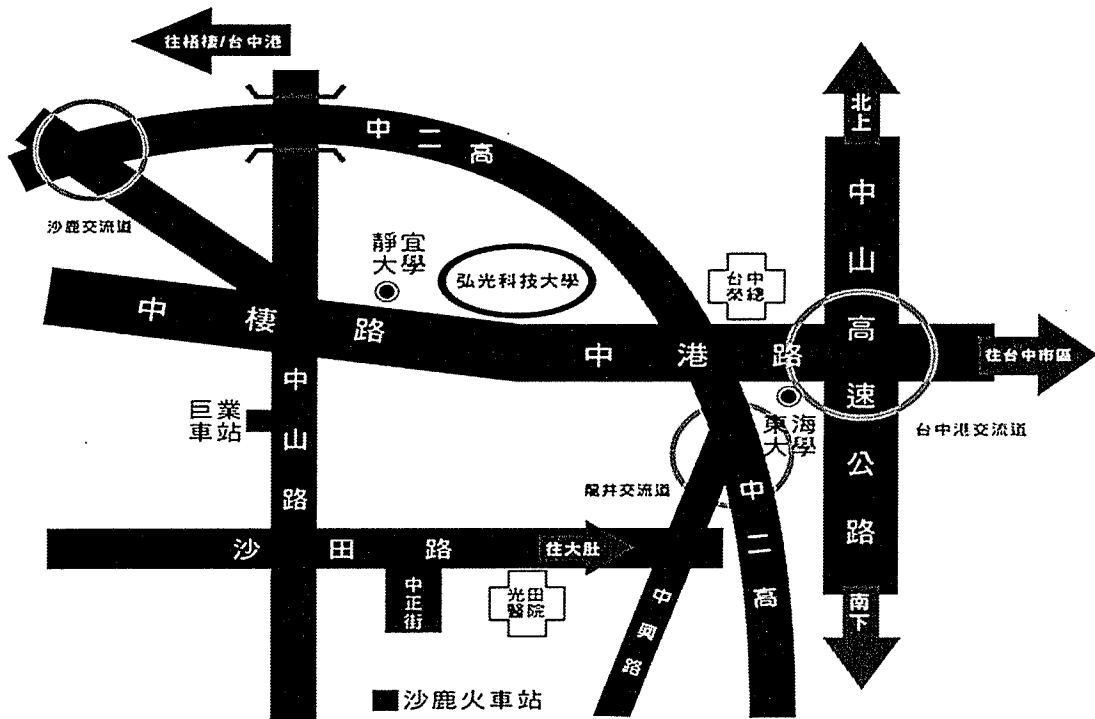 往梧棲/台中港
北上
中二高
沙鹿交流道
靜宜
大學
弘光科技大學
台中
榮總
中山高速公路
中棲路
中港路
往台中市區
巨業
車站
中山路
東海
大學
台中港交流道
龍井交流道
中二高
沙田路
往大肚
中正街
光田
醫院
中興路
南下
沙鹿火車站